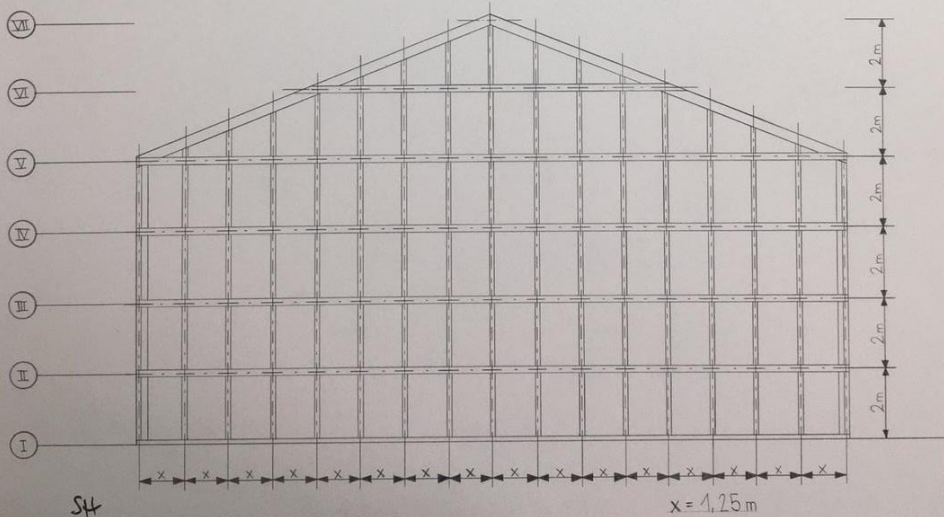 VII
2m
VI
2m
V
2m
IV
2m
III
2m
II
2m
I
x x x x x x x x x x x x x x x x
SH
x = 1,25 m